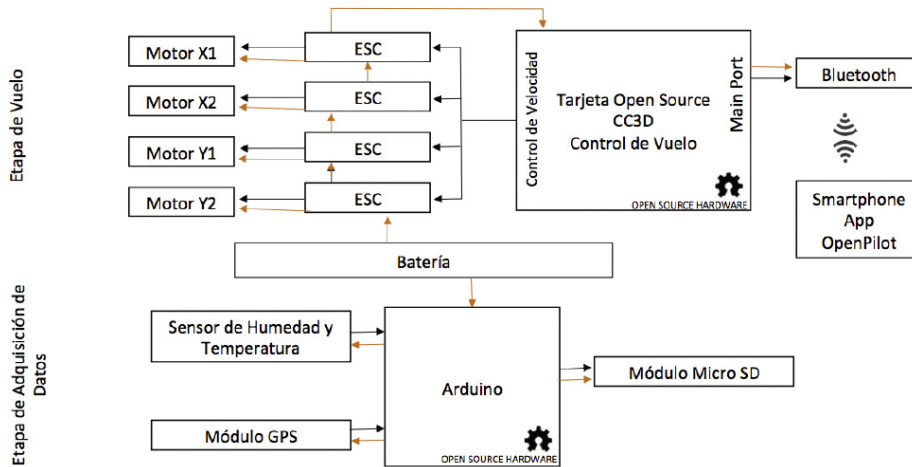 Etapa de Vuelo
Motor X1
ESC
Motor X2
ESC
Motor Y1
ESC
Motor Y2
ESC
Control de Velocidad
Tarjeta Open Source
CC3D
Control de Vuelo
Main Port
OPEN SOURCE HARDWARE
Bluetooth
Smartphone
App
OpenPilot
Batería
Etapa de Adquisición de
Datos
Sensor de Humedad y
Temperatura
Módulo GPS
Arduino
OPEN SOURCE HARDWARE
Módulo Micro SD